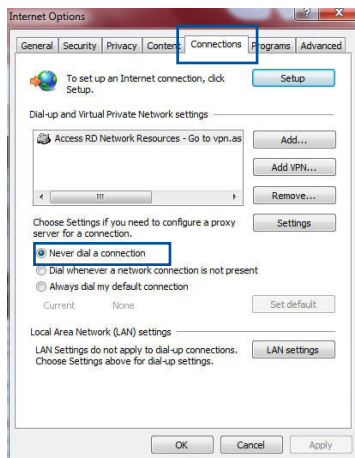 Internet Options
General Security Privacy Content Connections Programs Advanced
To set up an Internet connection, click
Setup.
Setup
Dial-up and Virtual Private Network settings
Access RD Network Resources - Go to vpn.as
Add...
Add VPN...
Remove...
Choose Settings if you need to configure a proxy
server for a connection.
Settings
Never dial a connection
Dial whenever a network connection is not present
Always dial my default connection
Current None
Set default
Local Area Network (LAN) settings
LAN Settings do not apply to dial-up connections.
Choose Settings above for dial-up settings.
LAN settings
OK Cancel Apply